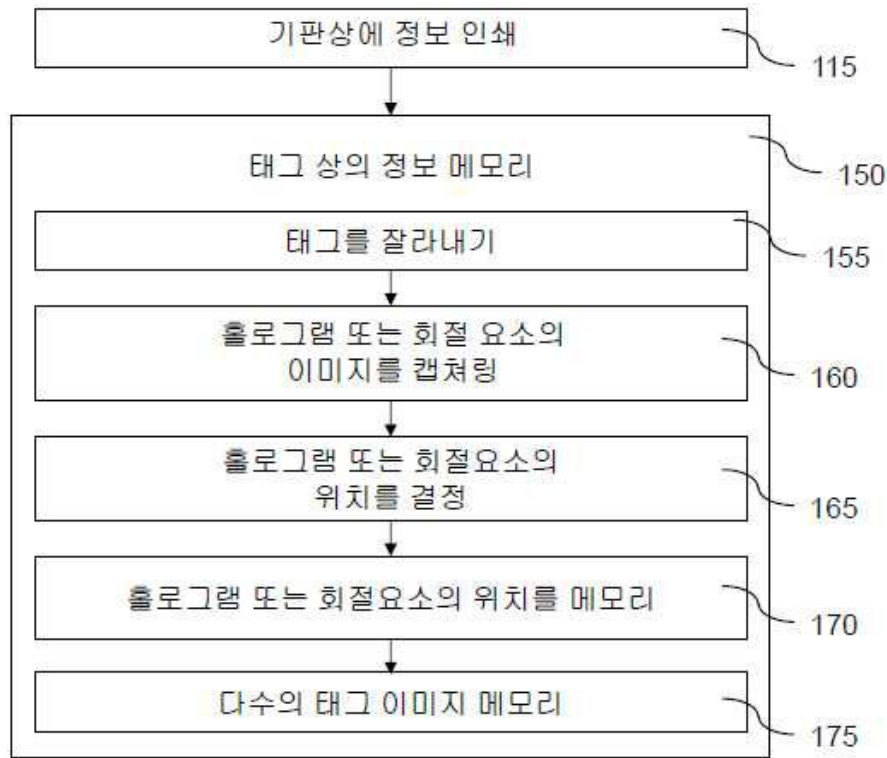 기판상에 정보 인쇄
115
태그 상의 정보 메모리
150
태그를 잘라내기
155
홀로그램 또는 회절 요소의
이미지를 캡쳐링
160
홀로그램 또는 회절요소의
위치를 결정
165
홀로그램 또는 회절요소의 위치를 메모리
170
다수의 태그 이미지 메모리
175